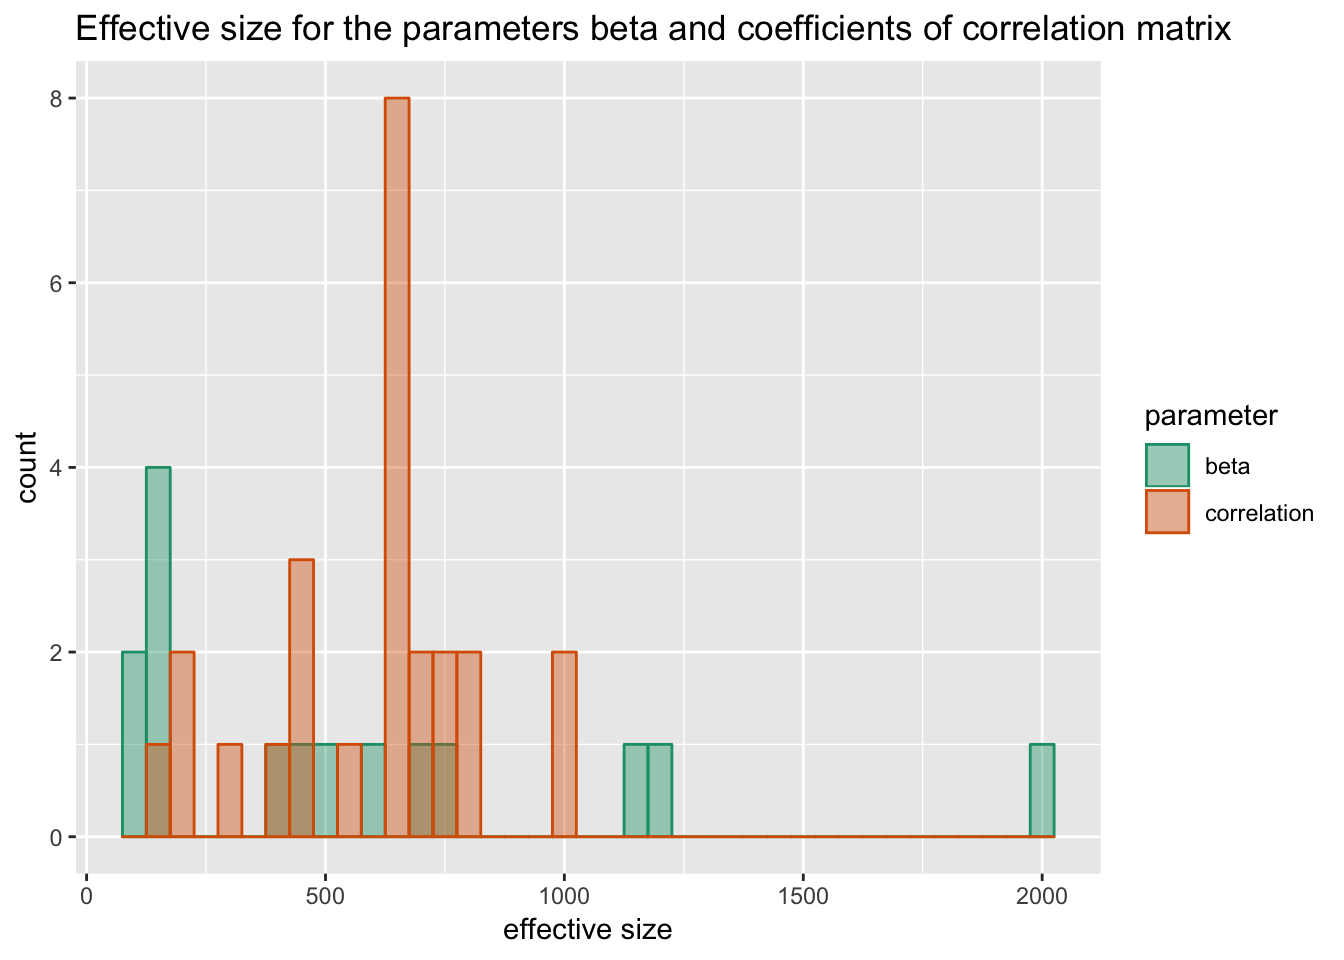 Effective size for the parameters beta and coefficients of correlation matrix
8
6
4
2
0
count
0 500 1000 1500 2000
effective size
parameter
beta
correlation